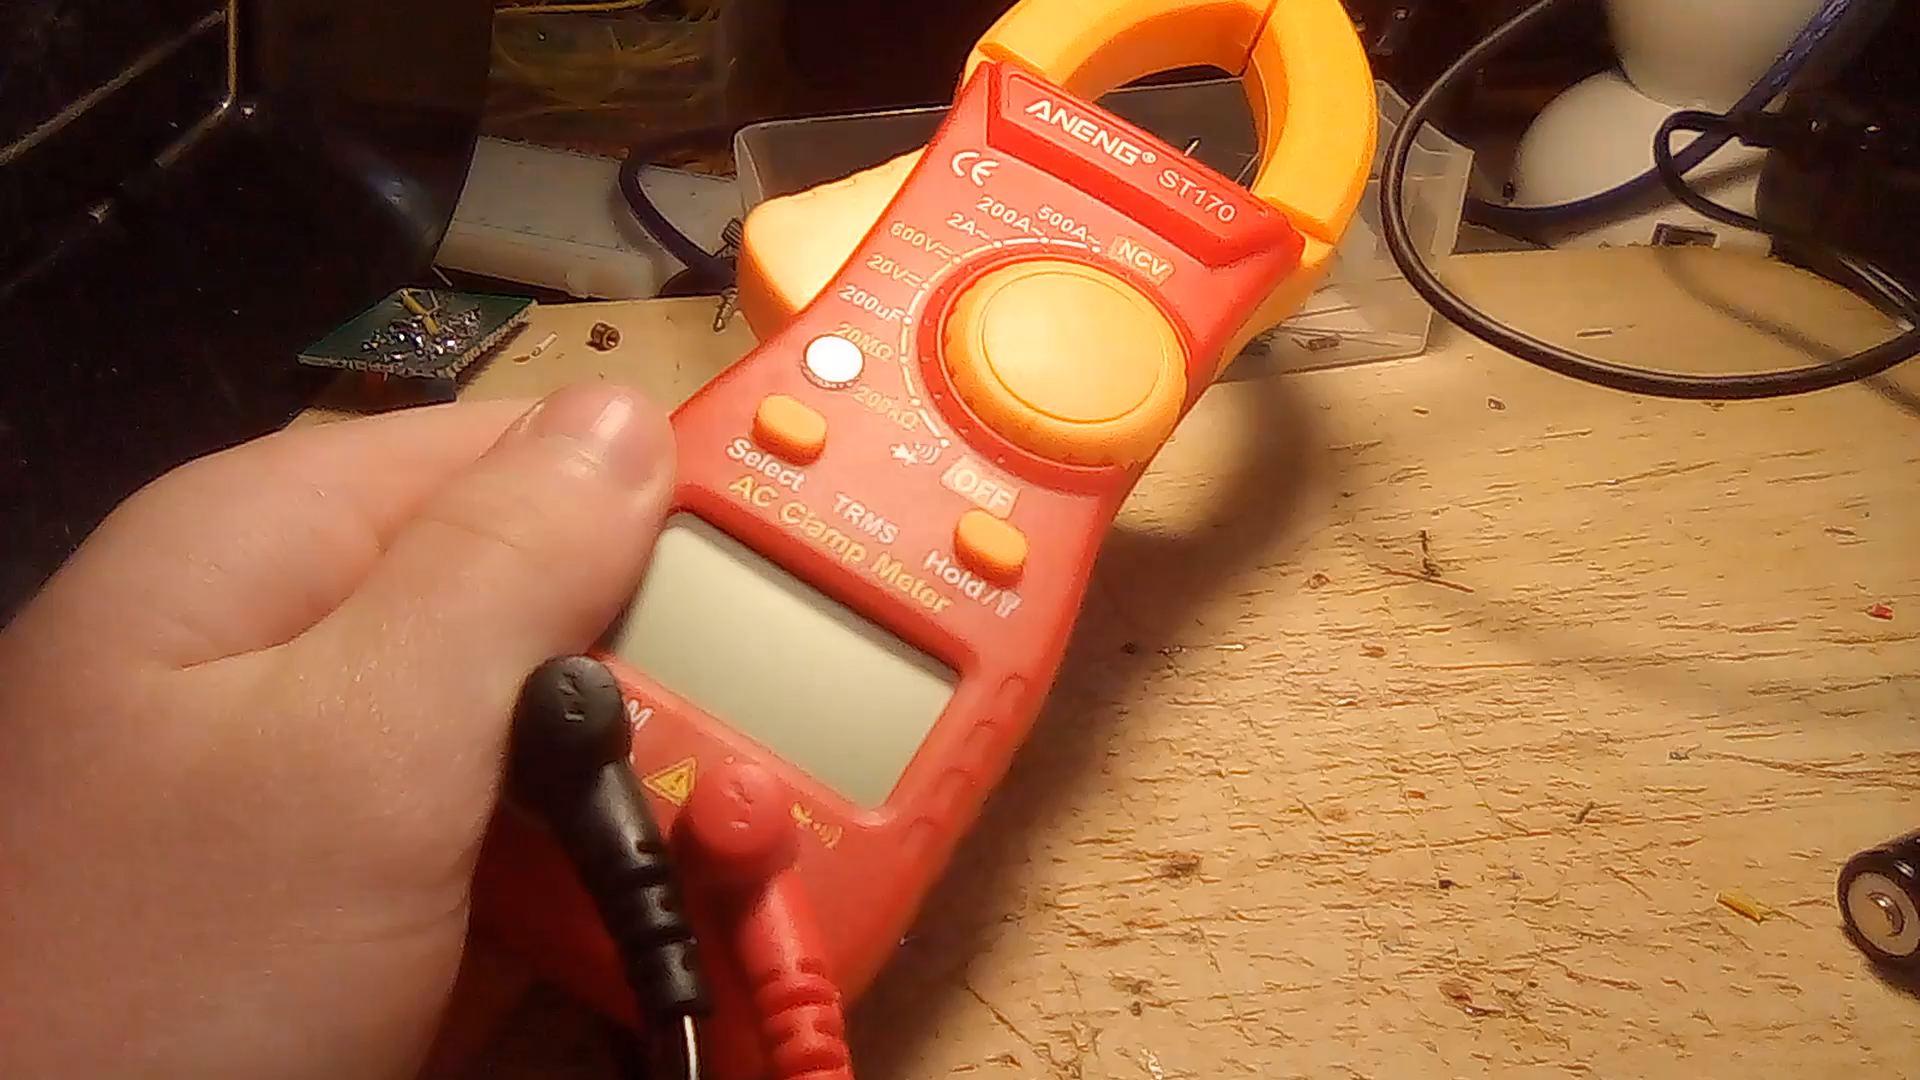 ANENG® ST170
CE
500A~
200A~
2A~
NCV
600V≂
20V≂
200uF
20MΩ
200kΩ
OFF
Select
TRMS
AC Clamp Meter
Hold/
M